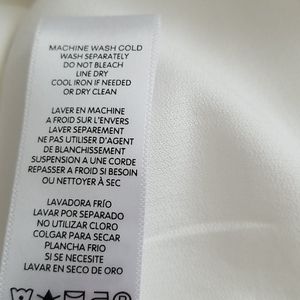 MACHINE WASH COLD
WASH SEPARATELY
DO NOT BLEACH
LINE DRY
COOL IRON IF NEEDED
OR DRY CLEAN
LAVER EN MACHINE
A FROID SUR L'ENVERS
LAVER SEPAREMENT
NE PAS UTILISER D'AGENT
DE BLANCHISSEMENT
SUSPENSION A UNE CORDE
REPASSER A FROID SI BESOIN
OU NETTOYER À SEC
LAVADORA FRÍO
LAVAR POR SEPARADO
NO UTILIZAR CLORO
COLGAR PARA SECAR
PLANCHA FRIO
SI SE NECESITE
LAVAR EN SECO DE ORO